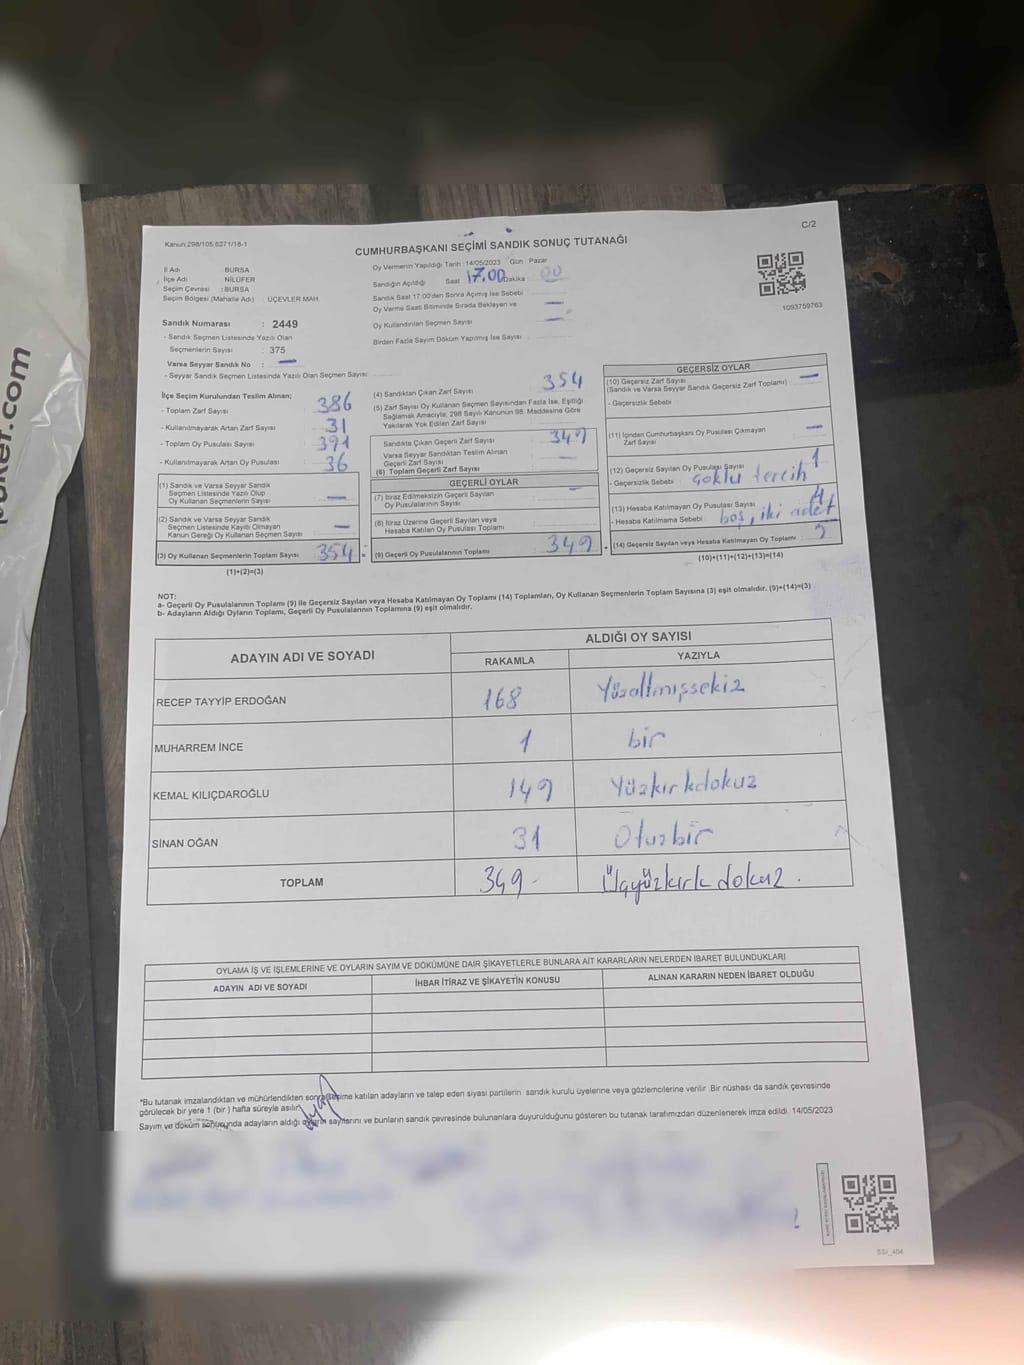 C/2
Kanun:298/105,6271/16-1
CUMHURBAŞKANI SEÇİMİ SANDIK SONUÇ TUTANAĞI
İl Adı BURSA
İlçe Adı NİLÜFER
Seçim Çevresi : BURSA
Seçim Bölgesi (Mahalle Adı) ÜÇEVLER MAH.
Sandık Numarası : 2449
- Sandık Seçmen Listesinde Yazılı Olan
Seçmenlerin Sayısı : 375
Varsa Seyyar Sandık No : —
- Seyyar Sandık Seçmen Listesinde Yazılı Olan Seçmen Sayısı:
Oy Vermenin Yapıldığı Tarih : 14/05/2023 Gün : Pazar
Sandığın Açıldığı Saat : 17.00 Dakika : 00
Sandık Saat 17:00'den Sonra Açılmış İse Sebebi
Oy Verme Saati Bitiminde Sırada Bekleyen ve —
Oy Kullandırılan Seçmen Sayısı —
Birden Fazla Sayım Döküm Yapılmış İse Sayısı :
1093759763
İlçe Seçim Kurulundan Teslim Alınan;
- Toplam Zarf Sayısı : 386
- Kullanılmayarak Artan Zarf Sayısı : 31
- Toplam Oy Pusulası Sayısı : 391
- Kullanılmayarak Artan Oy Pusulası : 36
(1) Sandık ve Varsa Seyyar Sandık
Seçmen Listesinde Yazılı Olup
Oy Kullanan Seçmenlerin Sayısı : —
(2) Sandık ve Varsa Seyyar Sandık
Seçmen Listesinde Kayıtlı Olmayan
Kanun Gereği Oy Kullanan Seçmen Sayısı : —
(3) Oy Kullanan Seçmenlerin Toplam Sayısı : 354
(1)+(2)=(3)
(4) Sandıktan Çıkan Zarf Sayısı : 354
(5) Zarf Sayısı Oy Kullanan Seçmen Sayısından Fazla İse, Eşitliği
Sağlamak Amacıyla, 298 Sayılı Kanunun 98. Maddesine Göre
Yakılarak Yok Edilen Zarf Sayısı :
Sandıkta Çıkan Geçerli Zarf Sayısı : 349
Varsa Seyyar Sandıktan Teslim Alınan
Geçerli Zarf Sayısı : —
(6) Toplam Geçerli Zarf Sayısı
GEÇERLİ OYLAR
(7) İtiraz Edilmeksizin Geçerli Sayılan
Oy Pusulalarının Sayısı : —
(8) İtiraz Üzerine Geçerli Sayılan veya
Hesaba Katılan Oy Pusulası Toplamı :
(9) Geçerli Oy Pusulalarının Toplamı : 349
GEÇERSİZ OYLAR
(10) Geçersiz Zarf Sayısı
(Sandık ve Varsa Seyyar Sandık Geçersiz Zarf Toplamı) : —
- Geçersizlik Sebebi :
(11) İçinden Cumhurbaşkanı Oy Pusulası Çıkmayan
Zarf Sayısı : —
(12) Geçersiz Sayılan Oy Pusulası Sayısı : 1
- Geçersizlik Sebebi : Çoklu tercih
(13) Hesaba Katılmayan Oy Pusulası Sayısı : 4
- Hesaba Katılmama Sebebi : boş, iki adet
(14) Geçersiz Sayılan veya Hesaba Katılmayan Oy Toplamı :
(10)+(11)+(12)+(13)=(14)
NOT:
a- Geçerli Oy Pusulalarının Toplamı (9) ile Geçersiz Sayılan veya Hesaba Katılmayan Oy Toplamı (14) Toplamları, Oy Kullanan Seçmenlerin Toplam Sayısına (3) eşit olmalıdır. (9)+(14)=(3)
b- Adayların Aldığı Oyların Toplamı, Geçerli Oy Pusulalarının Toplamına (9) eşit olmalıdır.
ADAYIN ADI VE SOYADI ALDIĞI OY SAYISI
RAKAMLA YAZIYLA
RECEP TAYYİP ERDOĞAN 168 Yüzaltmışsekiz
MUHARREM İNCE 1 bir
KEMAL KILIÇDAROĞLU 149 Yüzkırkdokuz
SİNAN OĞAN 31 Otuzbir
TOPLAM 349- Üçyüzkırkdokuz.
OYLAMA İŞ VE İŞLEMLERİNE VE OYLARIN SAYIM VE DÖKÜMÜNE DAİR ŞİKAYETLERLE BUNLARA AİT KARARLARIN NELERDEN İBARET BULUNDUKLARI
ADAYIN ADI VE SOYADI İHBAR İTİRAZ VE ŞİKAYETİN KONUSU ALINAN KARARIN NEDEN İBARET OLDUĞU
*Bu tutanak imzalandıktan ve mühürlendikten sonra seçime katılan adayların ve talep eden siyasi partilerin sandık kurulu üyelerine veya gözlemcilerine verilir. Bir nüshası da sandık çevresinde
görülecek bir yere 1 (bir ) hafta süreyle asılır.
Sayım ve döküm sonucunda adayların aldığı oyların sayılarını ve bunların sandık çevresinde bulunanlara duyurulduğunu gösteren bu tutanak tarafımızdan düzenlenerek imza edildi. 14/05/2023
SSI_404